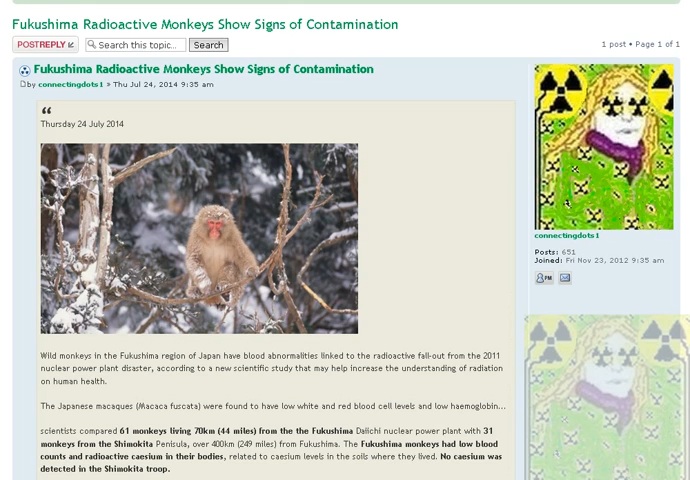 Fukushima Radioactive Monkeys Show Signs of Contamination
POSTREPLY Search this topic... Search 1 post • Page 1 of 1
Fukushima Radioactive Monkeys Show Signs of Contamination
by connectingdots1 » Thu Jul 24, 2014 9:35 am
Thursday 24 July 2014
connectingdots1
Posts: 651
Joined: Fri Nov 23, 2012 9:35 am
PM
Wild monkeys in the Fukushima region of Japan have blood abnormalities linked to the radioactive fall-out from the 2011
nuclear power plant disaster, according to a new scientific study that may help increase the understanding of radiation
on human health.
The Japanese macaques (Macaca fuscata) were found to have low white and red blood cell levels and low haemoglobin...
scientists compared 61 monkeys living 70km (44 miles) from the the Fukushima Daiichi nuclear power plant with 31
monkeys from the Shimokita Penisula, over 400km (249 miles) from Fukushima. The Fukushima monkeys had low blood
counts and radioactive caesium in their bodies, related to caesium levels in the soils where they lived. No caesium was
detected in the Shimokita troop.